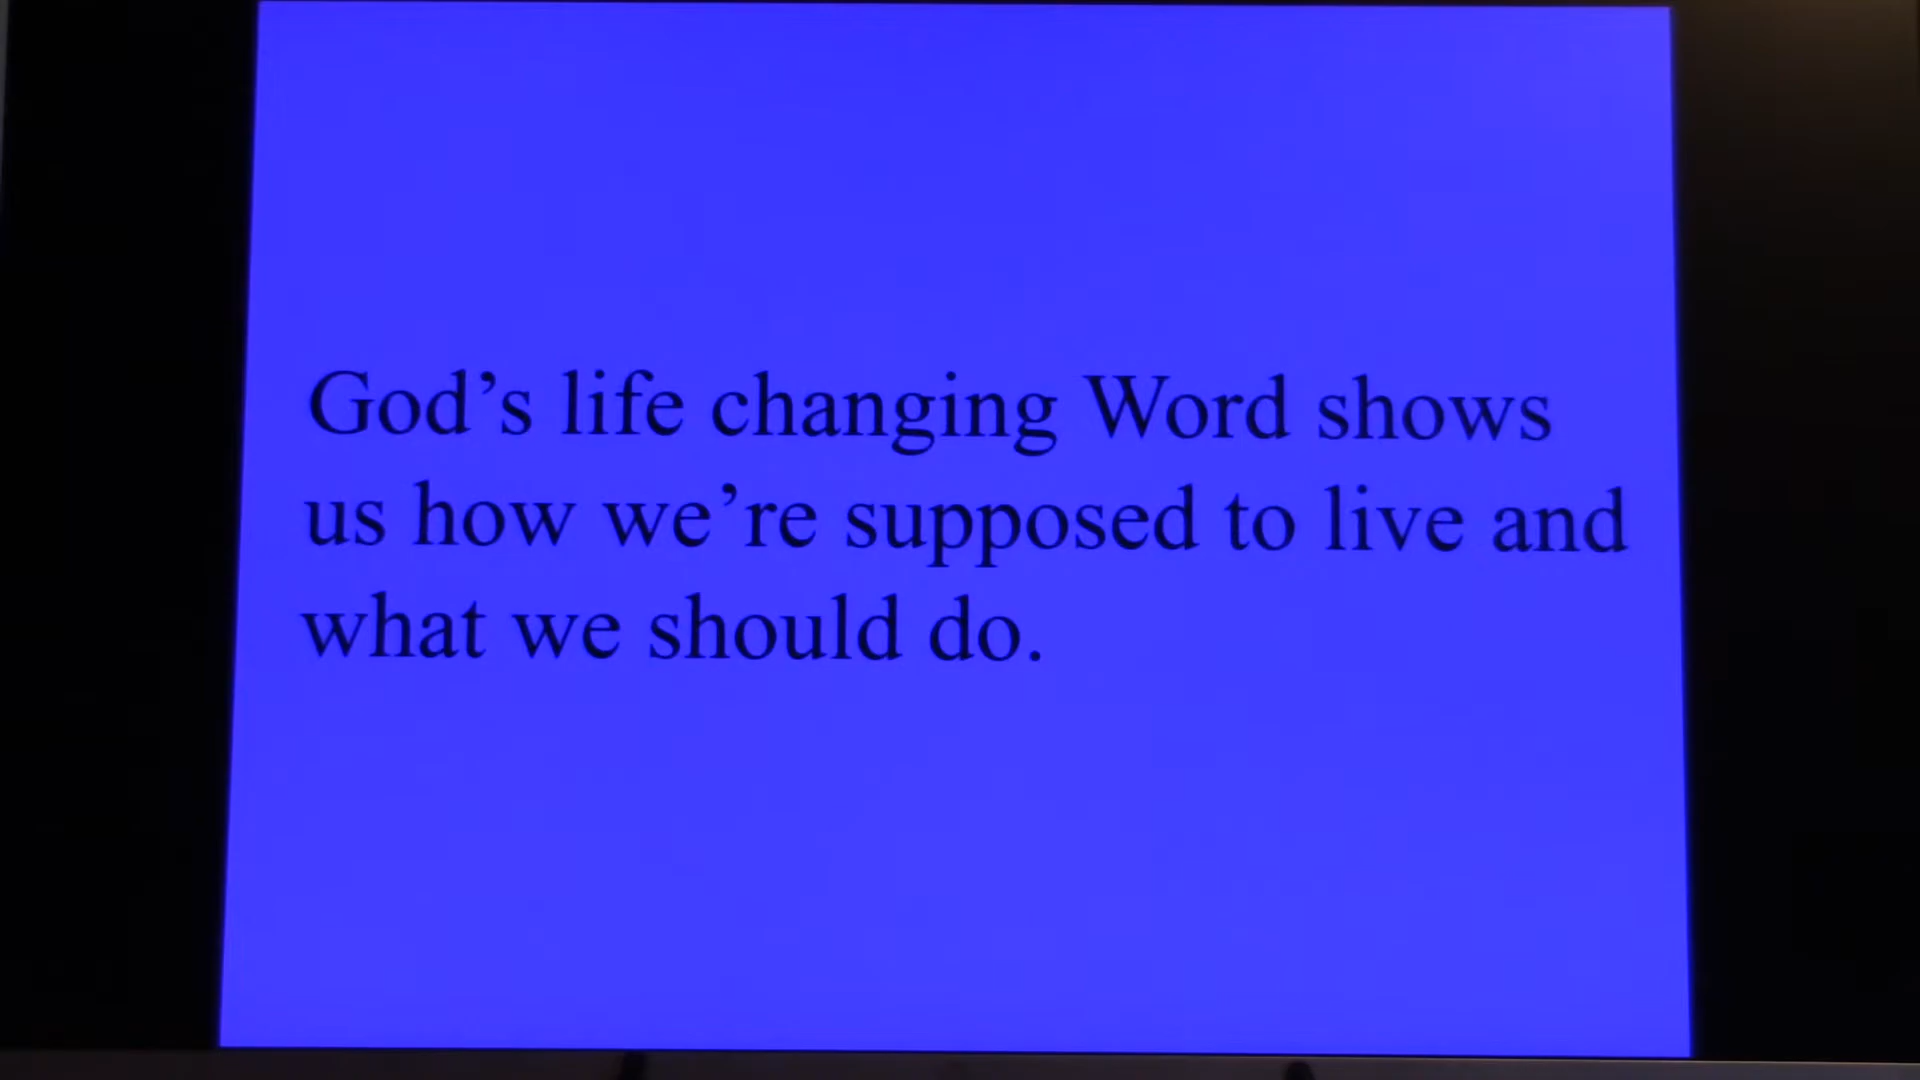 God’s life changing Word shows
us how we’re supposed to live and
what we should do.